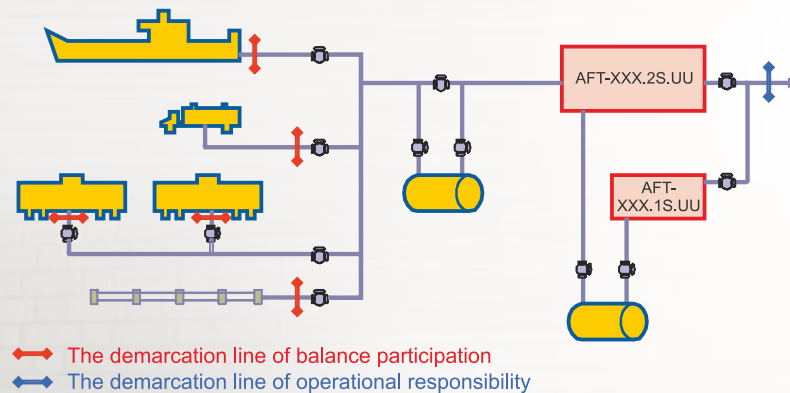 AFT-XXX.2S.UU
AFT-
XXX.1S.UU
The demarcation line of balance participation
The demarcation line of operational responsibility